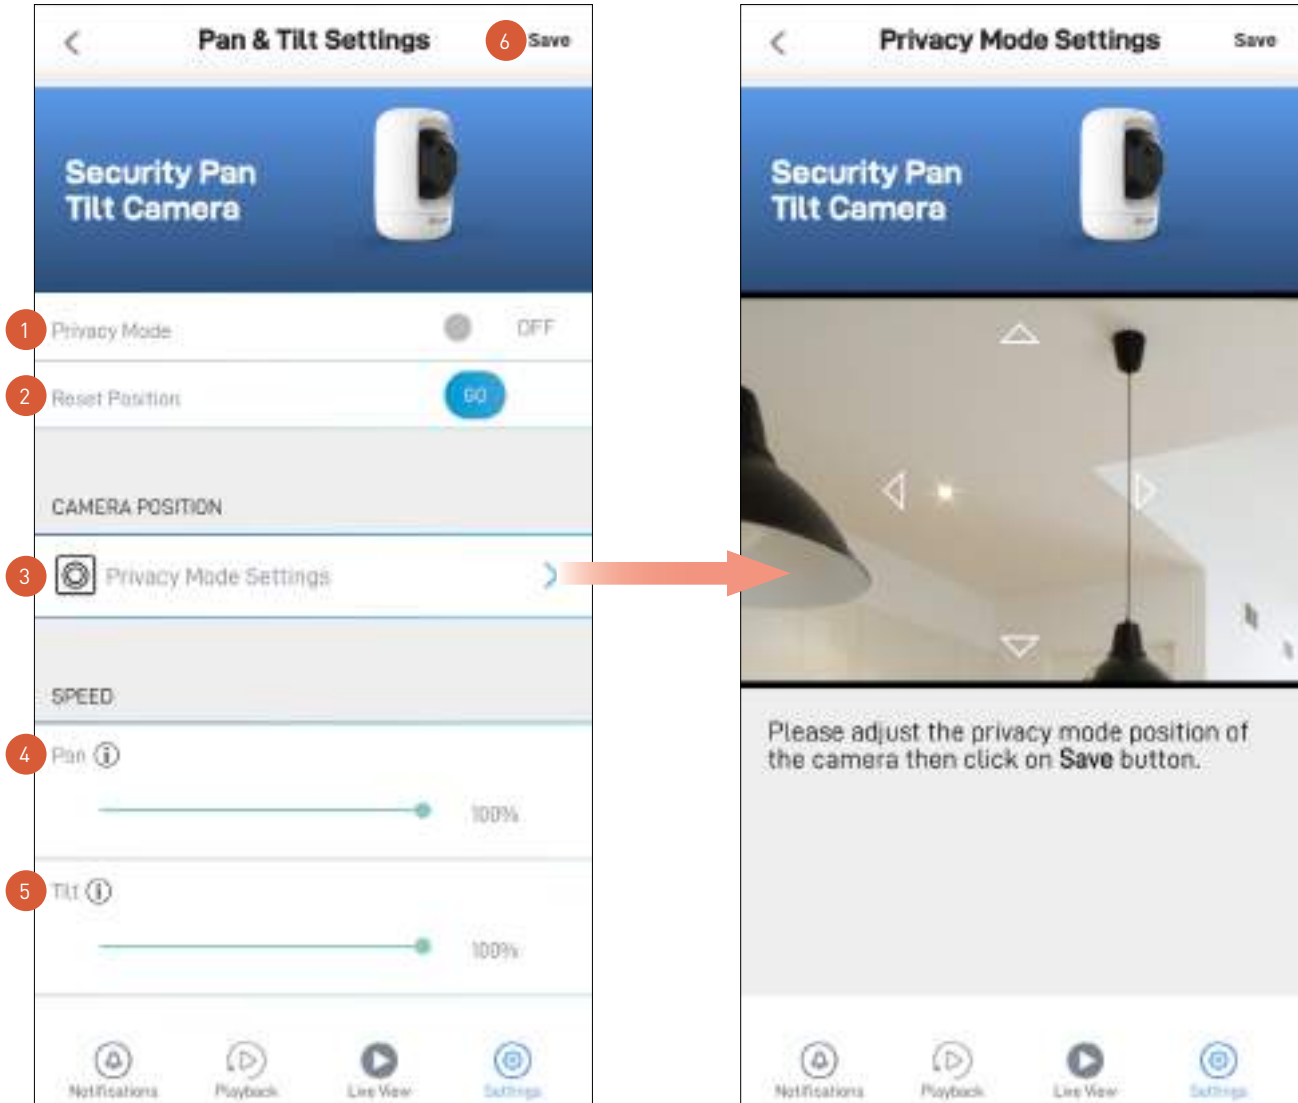 Pan & Tilt Settings
6
Save
Security Pan
Tilt Camera
1
Privacy Mode
OFF
2
Reset Position
GO
CAMERA POSITION
3
Privacy Mode Settings
SPEED
4
Pan
100%
5
Tilt
100%
Notifications
Playback
Live View
Settings
Privacy Mode Settings
Save
Security Pan
Tilt Camera
Please adjust the privacy mode position of
the camera then click on Save button.
Notifications
Playback
Live View
Settings